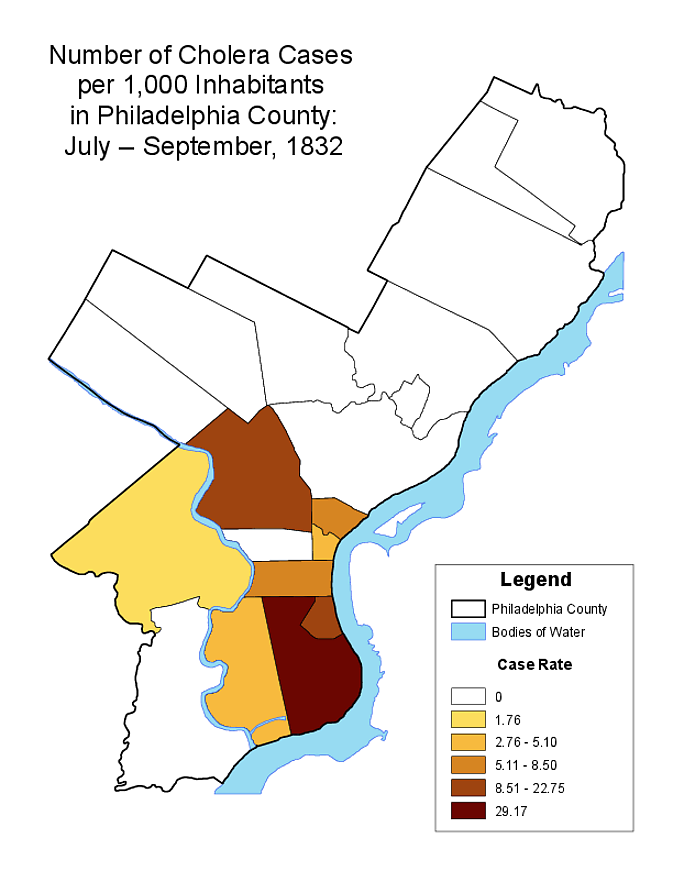 Number of Cholera Cases
per 1,000 Inhabitants
in Philadelphia County:
July – September, 1832
Legend
Philadelphia County
Bodies of Water
Case Rate
0
1.76
2.76 - 5.10
5.11 - 8.50
8.51 - 22.75
29.17